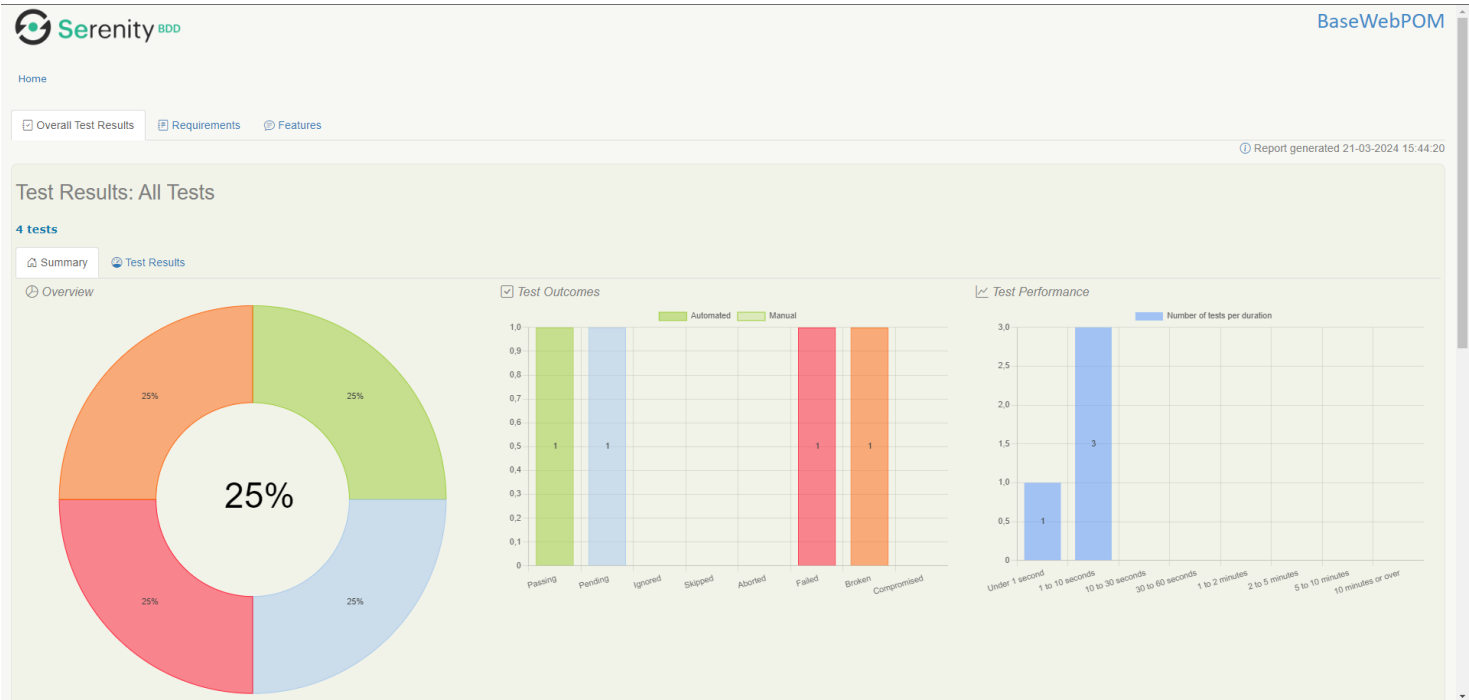 Serenity BDD
BaseWebPOM
Home
Overall Test Results Requirements Features
Report generated 21-03-2024 15:44:20
Test Results: All Tests
4 tests
Summary Test Results
Overview
25%
25%
25%
25%
25%
Test Outcomes
Automated Manual
1,0
0,9
0,8
0,7
0,6
0,5
0,4
0,3
0,2
0,1
0
1 1 1 1
Passing Pending Ignored Skipped Aborted Failed Broken Compromised
Test Performance
Number of tests per duration
3,0
2,5
2,0
1,5
1,0
0,5
0
1 3
Under 1 second 1 to 10 seconds 10 to 30 seconds 30 to 60 seconds 1 to 2 minutes 2 to 5 minutes 5 to 10 minutes 10 minutes or over